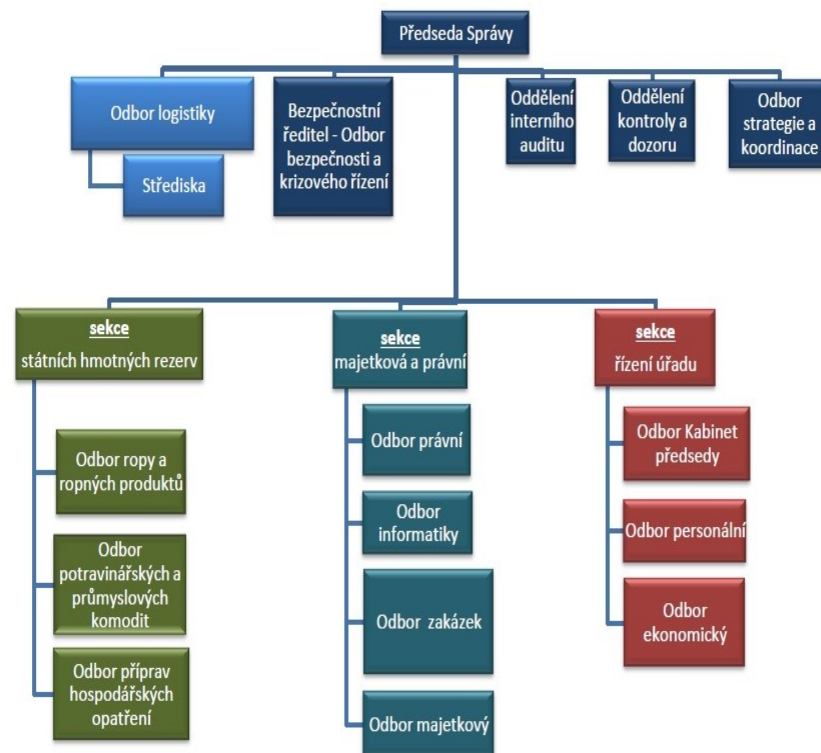 Předseda Správy
Odbor logistiky
Střediska
Bezpečnostní
ředitel - Odbor
bezpečnosti a
krizového řízení
Oddělení
interního
auditu
Oddělení
kontroly a
dozoru
Odbor
strategie a
koordinace
sekce
státních hmotných rezerv
Odbor ropy a
ropných produktů
Odbor
potravinářských a
průmyslových
komodit
Odbor příprav
hospodářských
opatření
sekce
majetková a právní
Odbor právní
Odbor
informatiky
Odbor zakázek
Odbor majetkový
sekce
řízení úřadu
Odbor Kabinet
předsedy
Odbor personální
Odbor
ekonomický